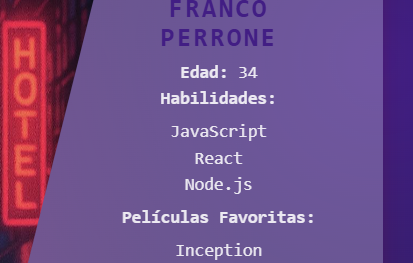 HOTEL
FRANCO
PERRONE
Edad: 34
Habilidades:
JavaScript
React
Node.js
Películas Favoritas:
Inception